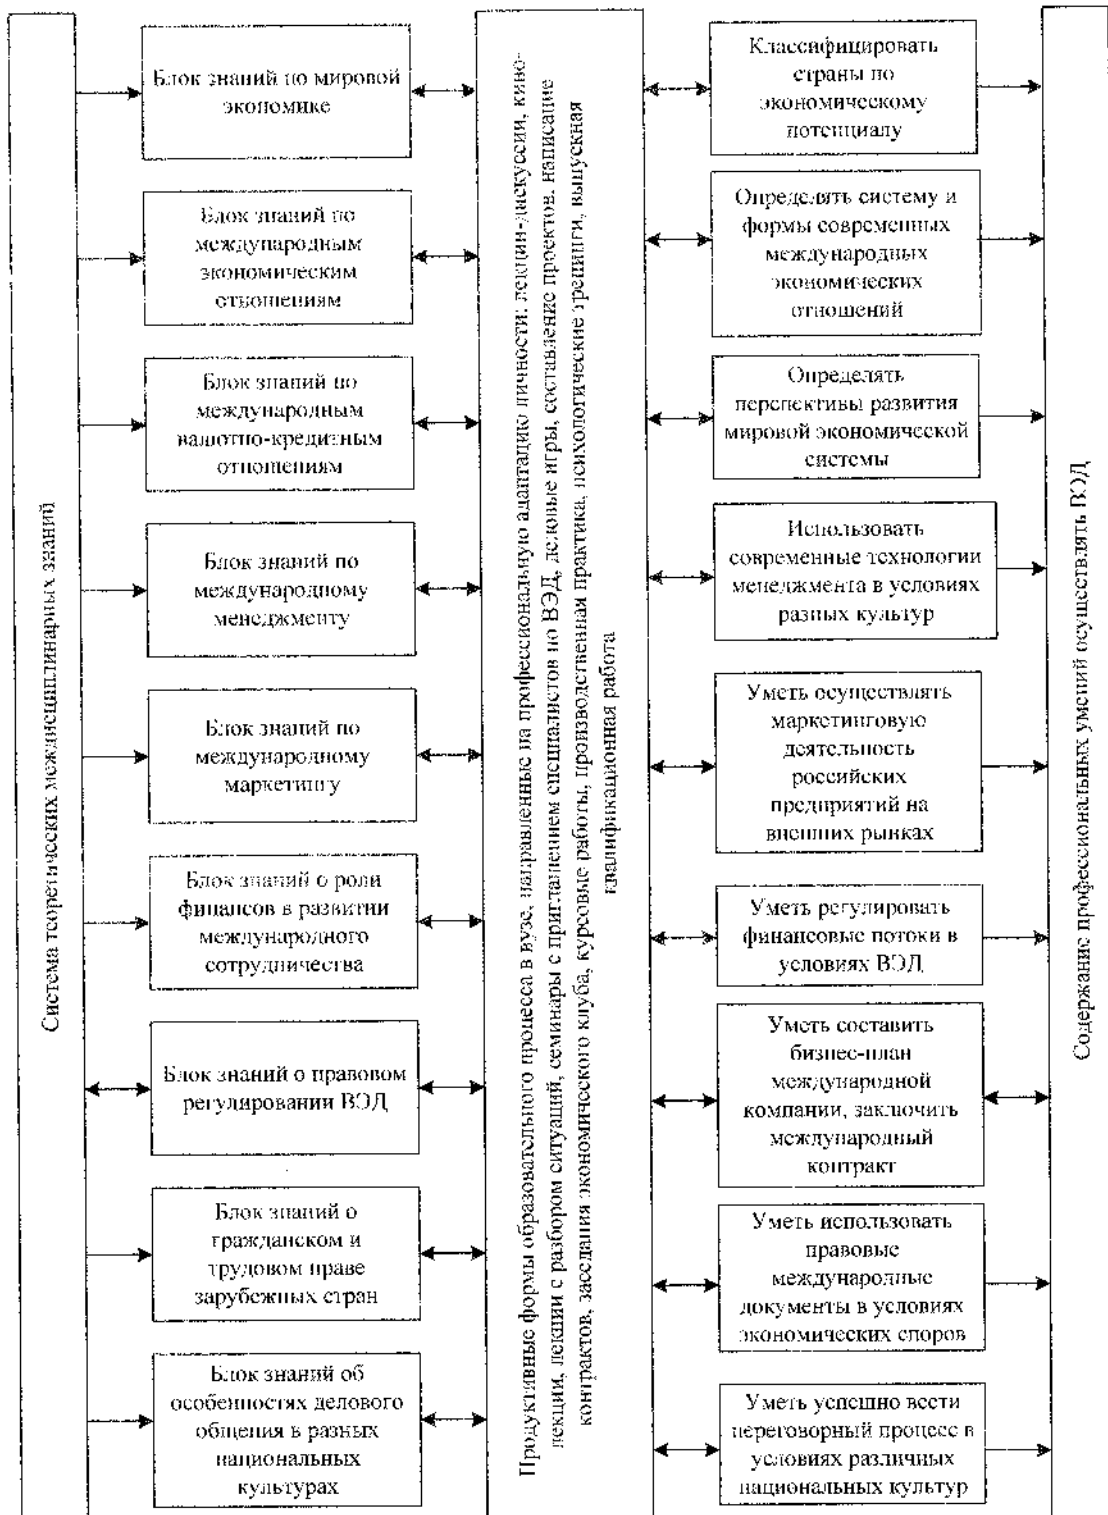 Система теоретических междисциплинарных знаний
Блок знаний по мировой
экономике
Блок знаний по
международным
экономическим
отношениям
Блок знаний по
международным
валютно-кредитным
отношениям
Блок знаний по
международному
менеджменту
Блок знаний по
международному
маркетингу
Блок знаний о роли
финансов в развитии
международного
сотрудничества
Блок знаний о правовом
регулировании ВЭД
Блок знаний о
гражданском и
трудовом праве
зарубежных стран
Блок знаний об
особенностях делового
общения в разных
национальных
культурах
Продуктивные формы образовательного процесса в вузе, направленные на профессиональную адаптацию личности: лекции-дискуссии, кино-
лекции, лекции с разбором ситуаций, семинары с приглашением специалистов по ВЭД, деловые игры, составление проектов, написание
контрактов, заседания экономического клуба, курсовые работы, производственная практика, психологические тренинги, выпускная
квалификационная работа
Классифицировать
страны по
экономическому
потенциалу
Определять систему и
формы современных
международных
экономических
отношений
Определять
перспективы развития
мировой экономической
системы
Использовать
современные технологии
менеджмента в условиях
разных культур
Уметь осуществлять
маркетинговую
деятельность
российских
предприятий на
внешних рынках
Уметь регулировать
финансовые потоки в
условиях ВЭД
Уметь составить
бизнес-план
международной
компании, заключить
международный
контракт
Уметь использовать
правовые
международные
документы в условиях
экономических споров
Уметь успешно вести
переговорный процесс в
условиях различных
национальных культур
Содержание профессиональных умений осуществлять ВЭД